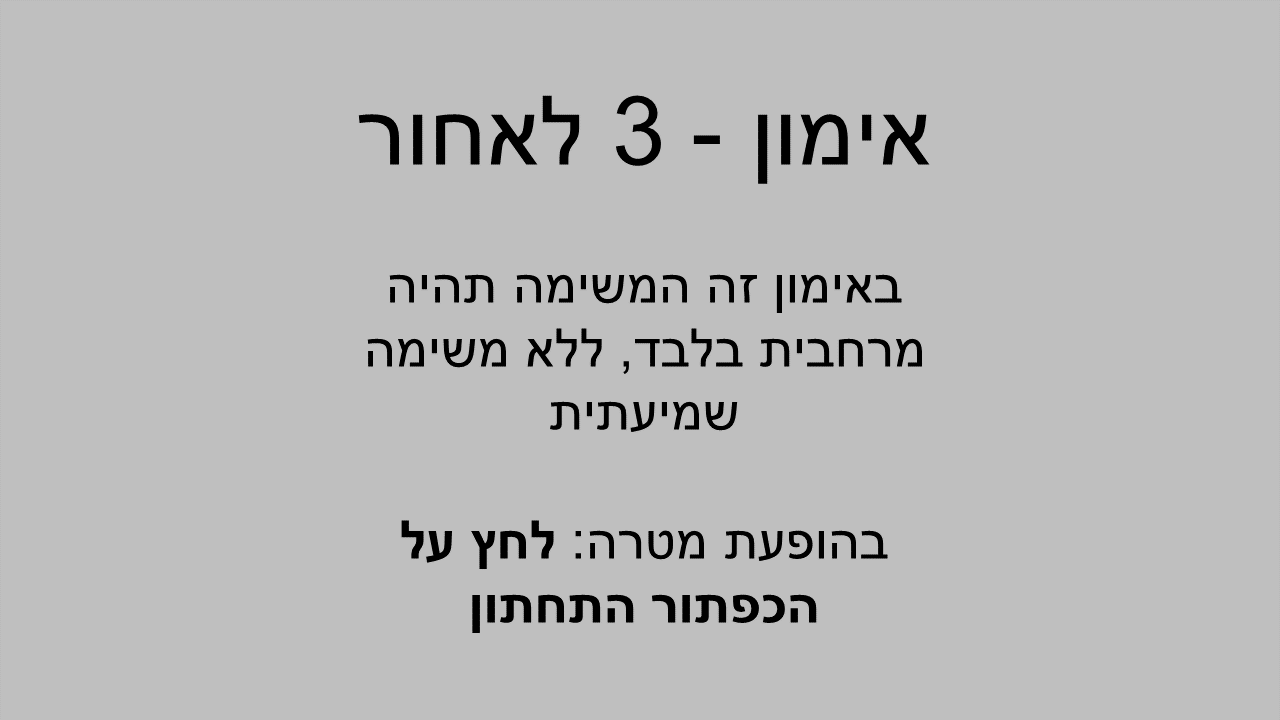 אימון - 3 לאחור
באימון זה המשימה תהיה
מרחבית בלבד, ללא משימה
שמיעתית
בהופעת מטרה: לחץ על
הכפתור התחתון